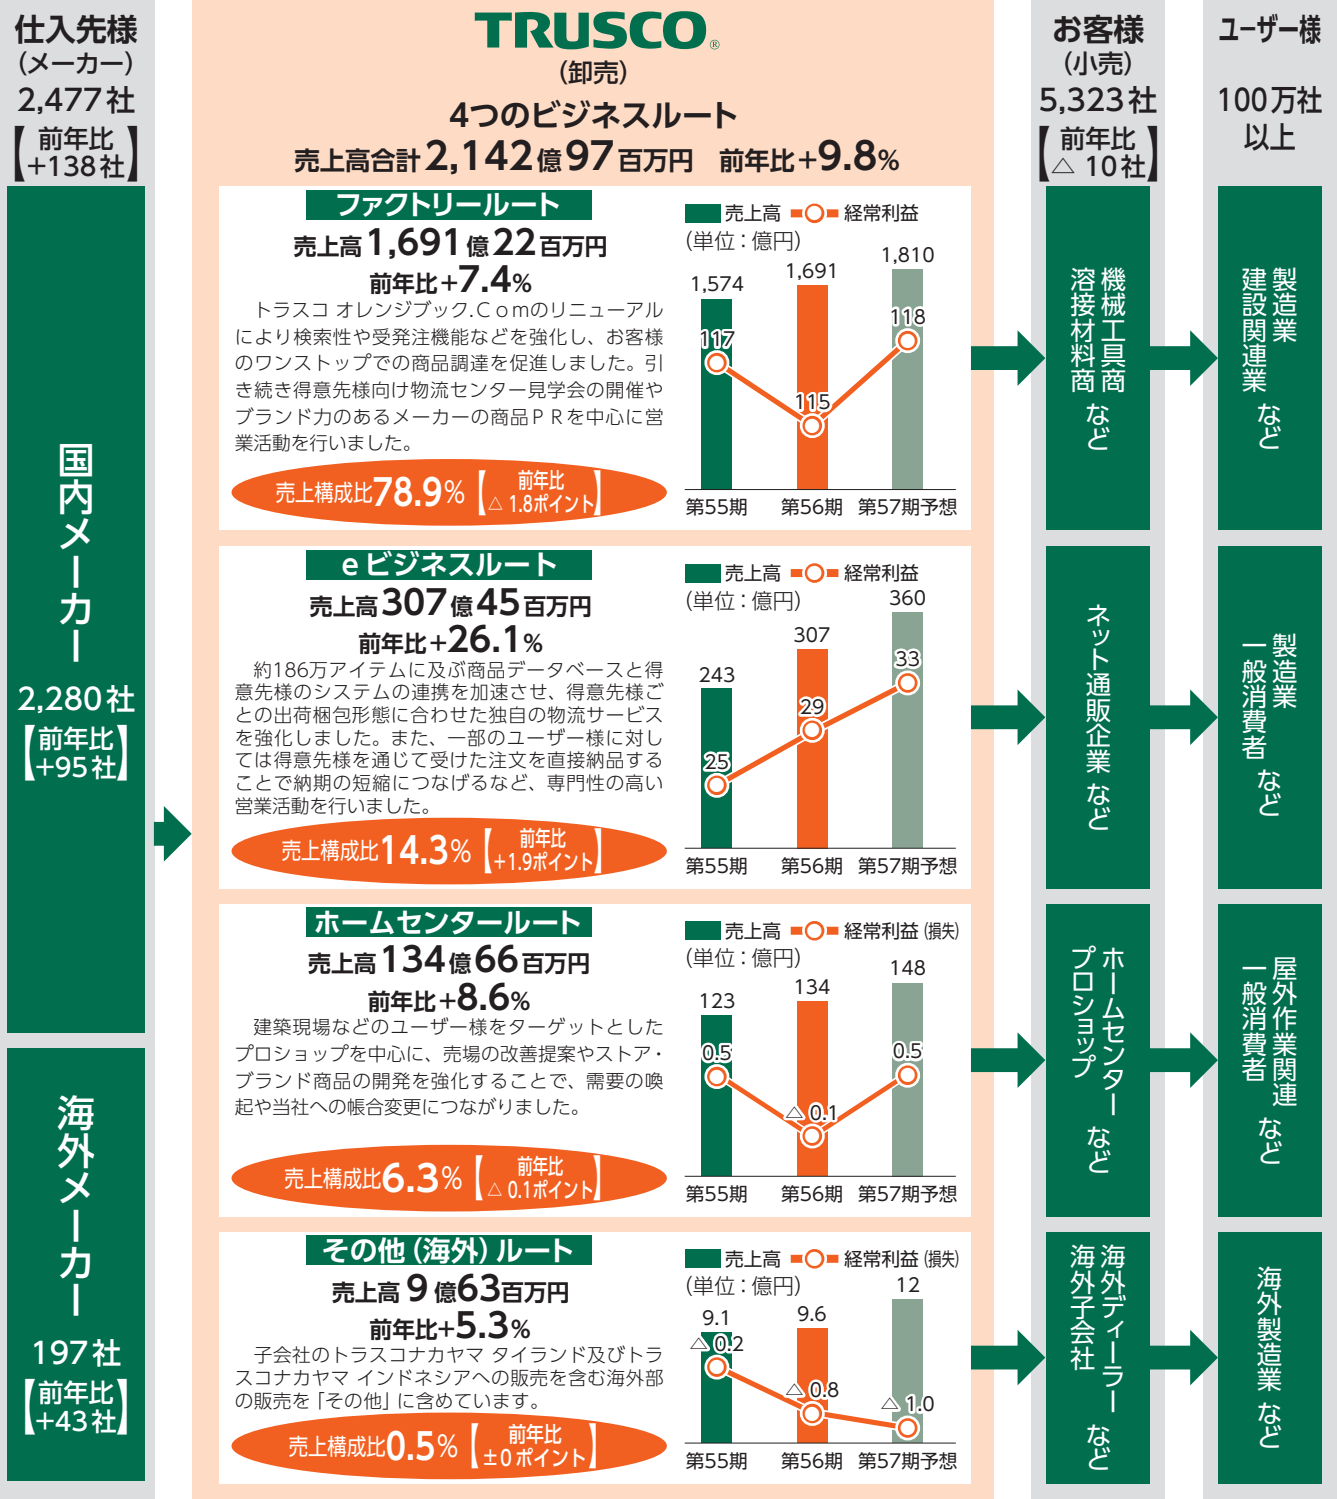 仕入先様
（メーカー）
2,477社
【前年比
+138社】
国内メーカー
2,280社
【前年比
+95社】
海外メーカー
197社
【前年比
+43社】
TRUSCO®
（卸売）
4つのビジネスルート
売上高合計2,142億97百万円 前年比+9.8%
ファクトリールート
売上高1,691億22百万円
前年比+7.4%
トラスコ オレンジブック.Comのリニューアル
により検索性や受発注機能などを強化し、お客様
のワンストップでの商品調達を促進しました。引
き続き得意先様向け物流センター見学会の開催や
ブランド力のあるメーカーの商品PRを中心に営
業活動を行いました。
売上構成比78.9%【前年比
△1.8ポイント】
売上高 経常利益
（単位：億円）
1,574 1,691 1,810
117 115 118
第55期 第56期 第57期予想
eビジネスルート
売上高307億45百万円
前年比+26.1%
約186万アイテムに及ぶ商品データベースと得
意先様のシステムの連携を加速させ、得意先様ご
との出荷梱包形態に合わせた独自の物流サービス
を強化しました。また、一部のユーザー様に対し
ては得意先様を通じて受けた注文を直接納品する
ことで納期の短縮につなげるなど、専門性の高い
営業活動を行いました。
売上構成比14.3%【前年比
+1.9ポイント】
売上高 経常利益
（単位：億円）
243 307 360
25 29 33
第55期 第56期 第57期予想
ホームセンタールート
売上高134億66百万円
前年比+8.6%
建築現場などのユーザー様をターゲットとした
プロショップを中心に、売場の改善提案やストア・
ブランド商品の開発を強化することで、需要の喚
起や当社への帳合変更につながりました。
売上構成比6.3%【前年比
△0.1ポイント】
売上高 経常利益（損失）
（単位：億円）
123 134 148
0.5 △0.1 0.5
第55期 第56期 第57期予想
その他（海外）ルート
売上高9億63百万円
前年比+5.3%
子会社のトラスコナカヤマ タイランド及びトラ
スコナカヤマ インドネシアへの販売を含む海外部
の販売を「その他」に含めています。
売上構成比0.5%【前年比
±0ポイント】
売上高 経常利益（損失）
（単位：億円）
9.1 9.6 12
△0.2 △0.8 △1.0
第55期 第56期 第57期予想
お客様
（小売）
5,323社
【前年比
△10社】
機械工具商
溶接材料商
など
ネット通販企業 など
ホームセンター
プロショップ
など
海外ディーラー
海外子会社
など
ユーザー様
100万社
以上
製造業
建設関連業
など
製造業
一般消費者
など
屋外作業関連
一般消費者
など
海外製造業 など